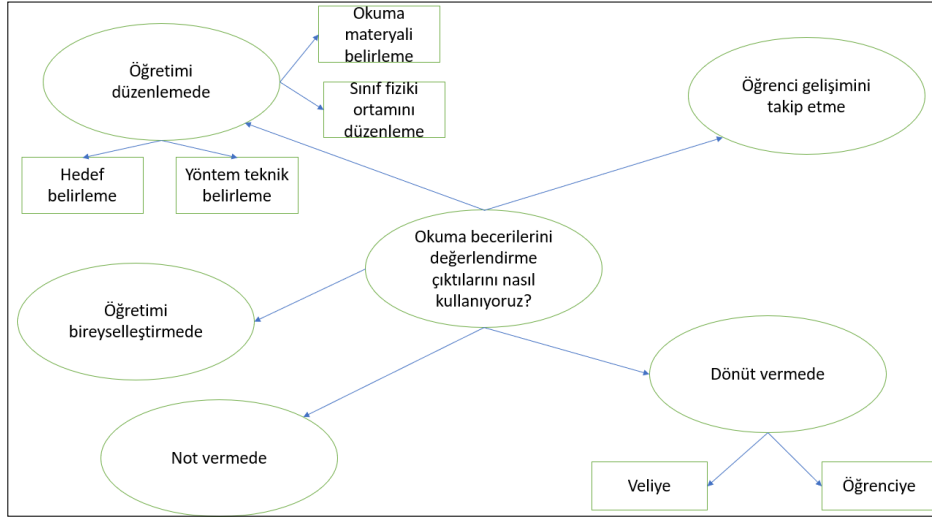 Okuma
materyali
belirleme
Öğretimi
düzenlemede
Sınıf fiziki
ortamını
düzenleme
Öğrenci gelişimini
takip etme
Hedef
belirleme
Yöntem teknik
belirleme
Okuma becerilerini
değerlendirme
çıktılarını nasıl
kullanıyoruz?
Öğretimi
bireyselleştirmede
Dönüt vermede
Not vermede
Veliye
Öğrenciye